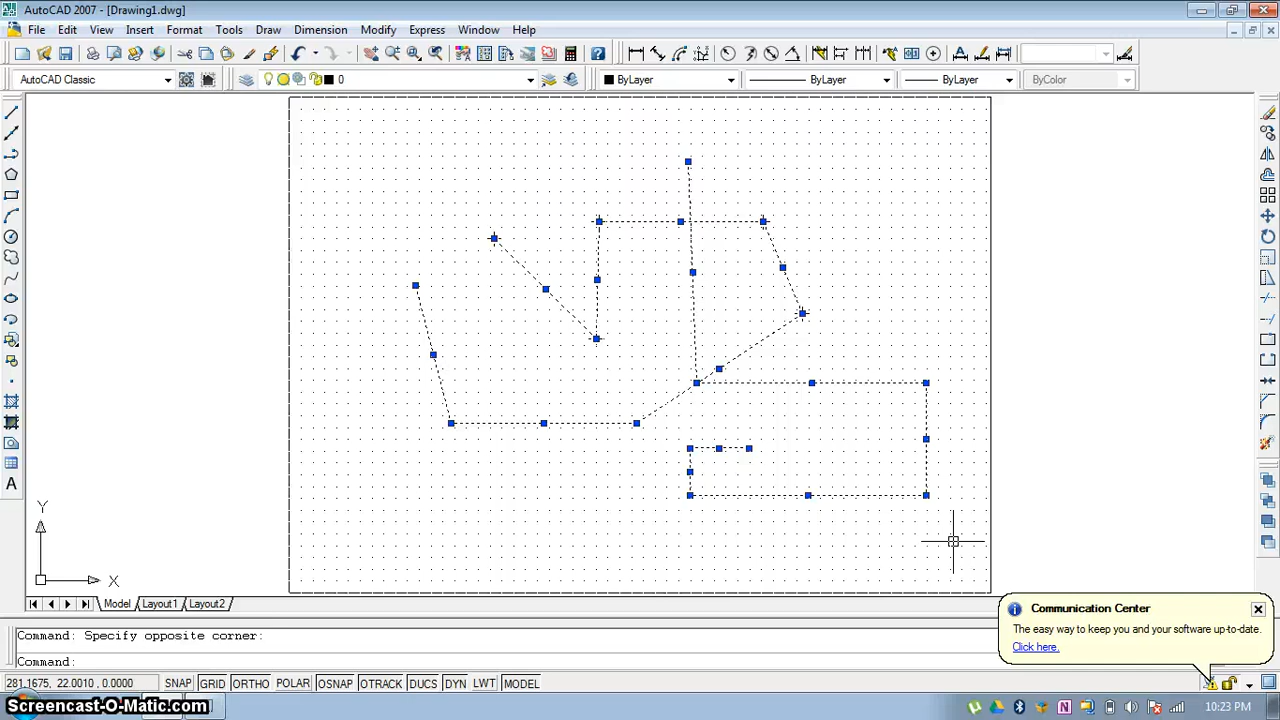 AutoCAD 2007 - [Drawing1.dwg]
File Edit View Insert Format Tools Draw Dimension Modify Express Window Help
AutoCAD Classic 0 ByLayer ByLayer ByLayer ByColor
A
Y
X
Model Layout1 Layout2
Communication Center
The easy way to keep you and your software up-to-date.
Click here.
Command: Specify opposite corner:
Command:
281.1675, 22.0010, 0.0000 SNAP GRID ORTHO POLAR OSNAP OTRACK DUCS DYN LWT MODEL
Screencast-O-Matic.com
10:23 PM